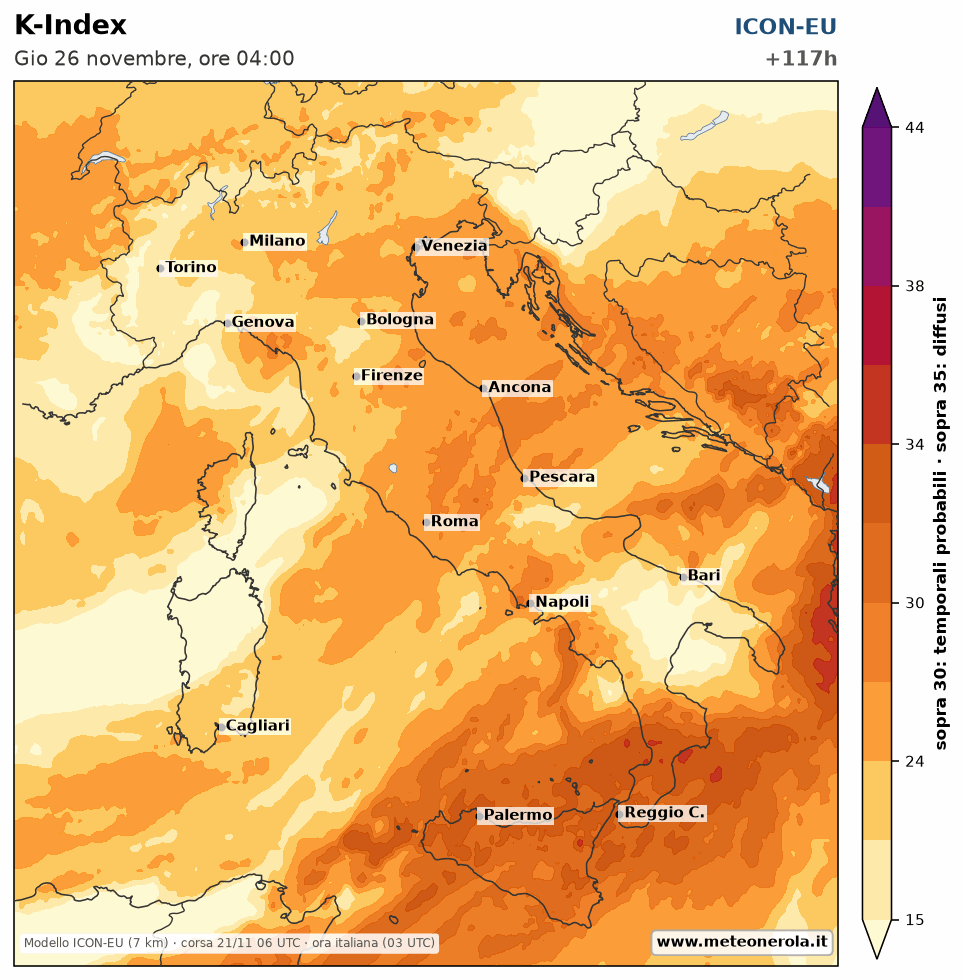 K-Index
ICON-EU
Gio 26 novembre, ore 04:00
+117h
Milano
Venezia
Torino
Genova
Bologna
Firenze
Ancona
Pescara
Roma
Bari
Napoli
Cagliari
Palermo
Reggio C.
44
38
34
30
24
15
sopra 30: temporali probabili · sopra 35: diffusi
Modello ICON-EU (7 km) · corsa 21/11 06 UTC · ora italiana (03 UTC)
www.meteonerola.it